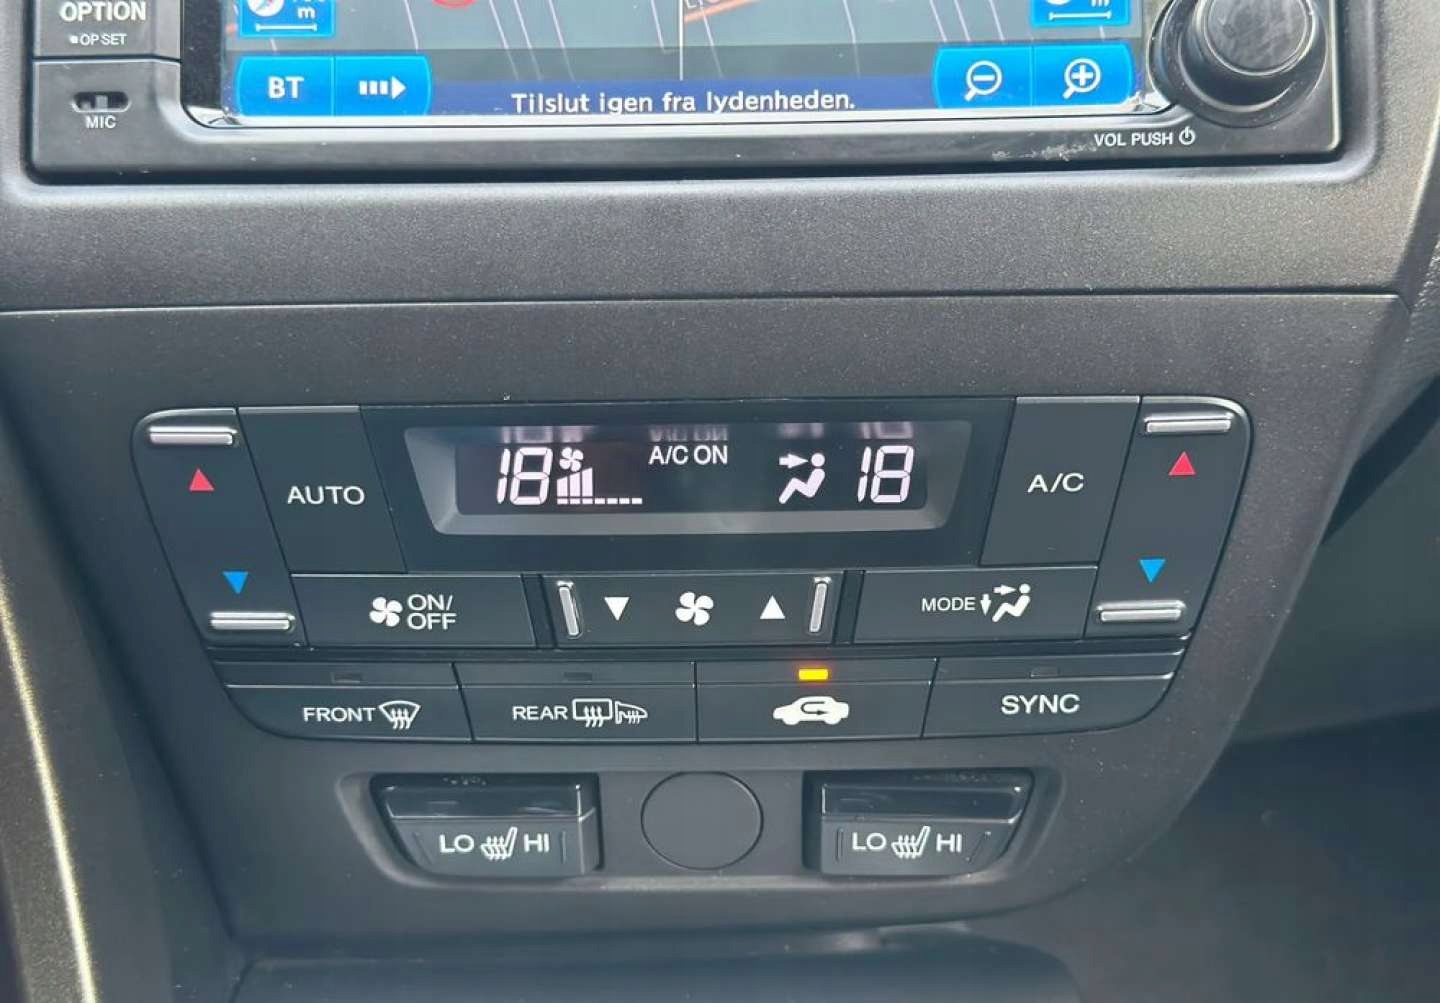 OPTION
OP SET
MIC
m
BT
Tilslut igen fra lydenheden.
VOL PUSH
18
A/C ON
18
AUTO
A/C
ON/
OFF
MODE
FRONT
REAR
SYNC
LO HI
LO HI